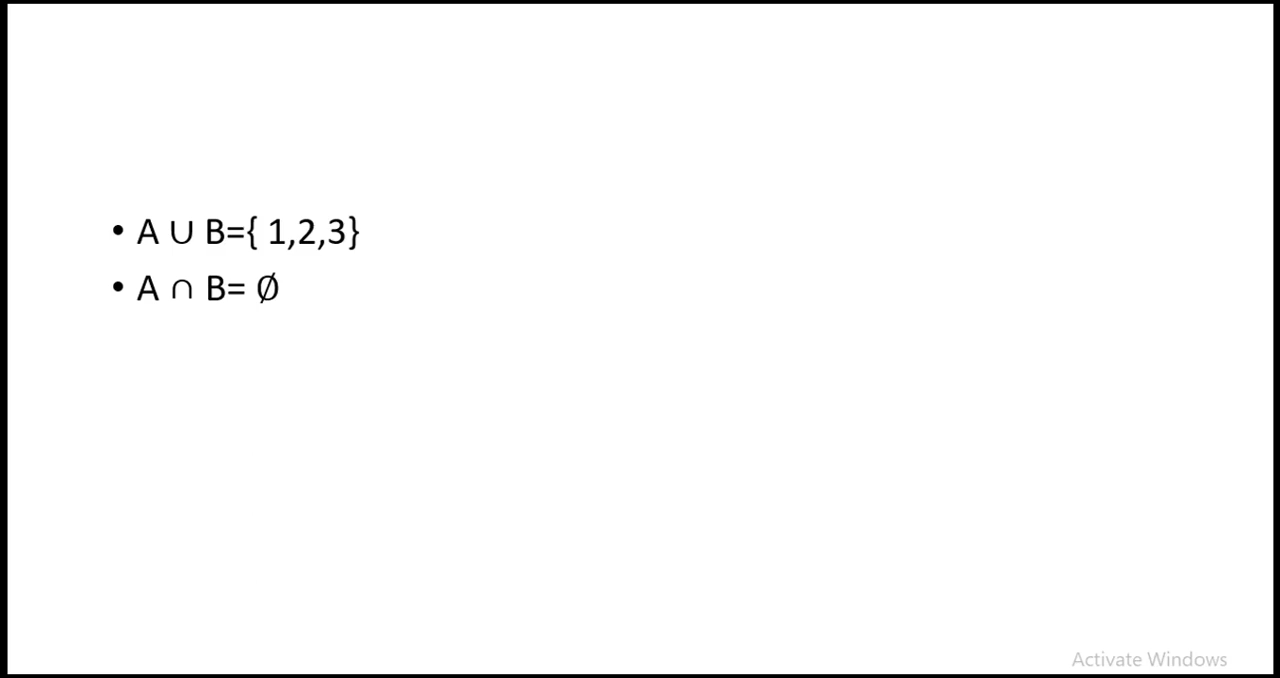 • A ∪ B={ 1,2,3}
• A ∩ B= ∅
Activate Windows